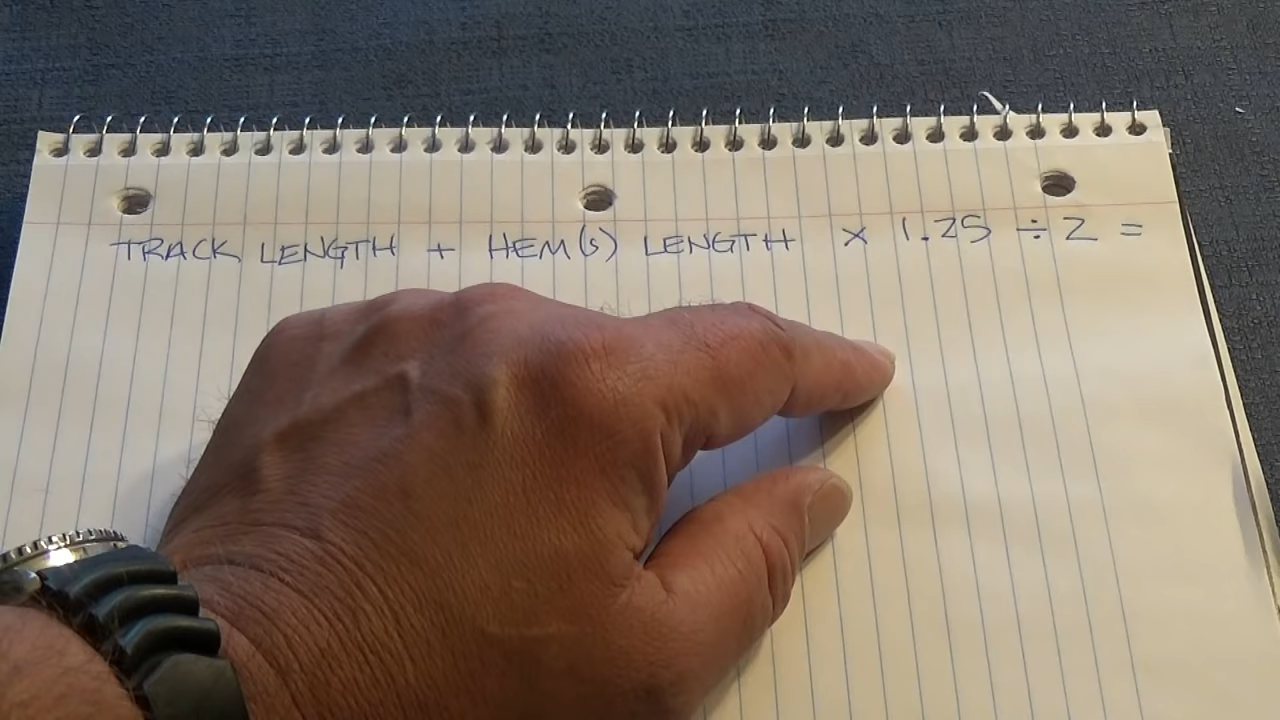 TRACK LENGTH + HEM(s) LENGTH x 1.25 ÷ 2 =